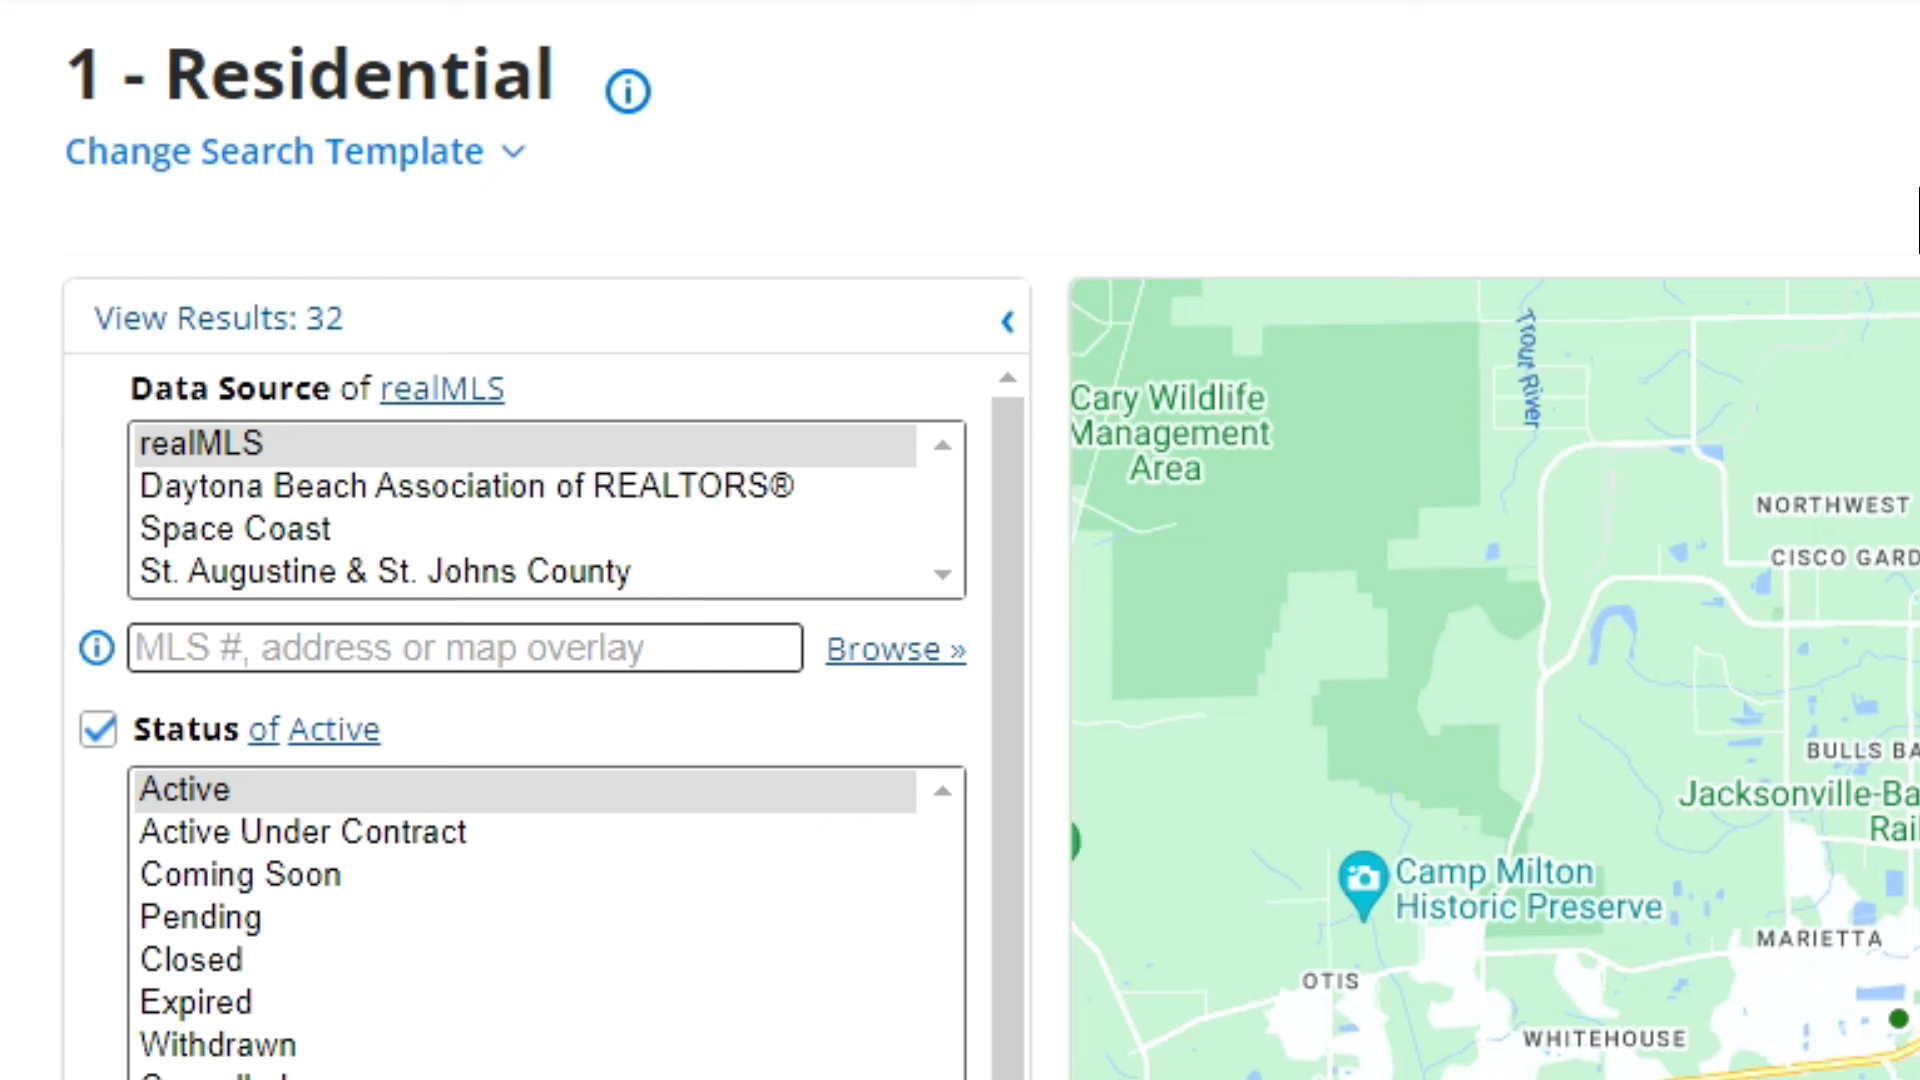 1 - Residential
Change Search Template
View Results: 32
Data Source of realMLS
realMLS
Daytona Beach Association of REALTORS®
Space Coast
St. Augustine & St. Johns County
MLS #, address or map overlay
Browse »
Status of Active
Active
Active Under Contract
Coming Soon
Pending
Closed
Expired
Withdrawn
Trout River
Cary Wildlife
Management
Area
NORTHWEST
CISCO GARD
BULLS BA
Jacksonville-Ba
Rail
Camp Milton
Historic Preserve
MARIETTA
OTIS
WHITEHOUSE